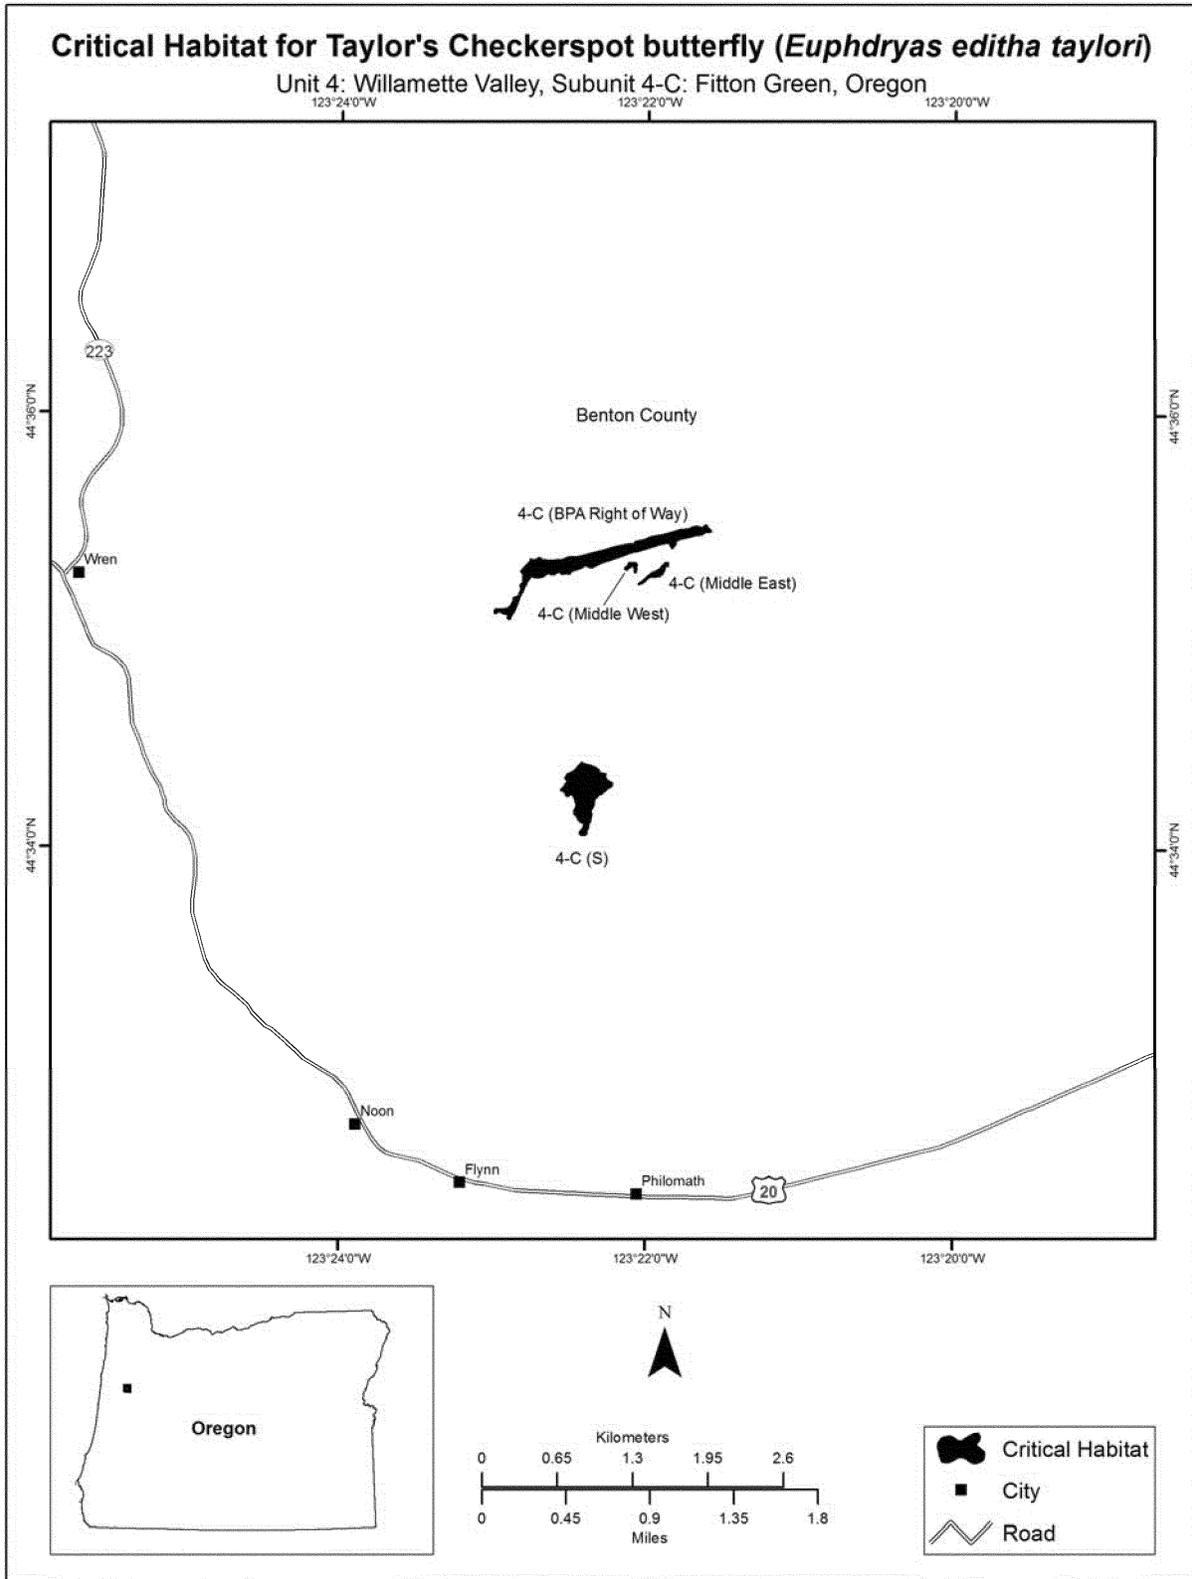 Critical Habitat for Taylor's Checkerspot butterfly (Euphdryas editha taylori)
Unit 4: Willamette Valley, Subunit 4-C: Fitton Green, Oregon
123°24'0"W 123°22'0"W 123°20'0"W
223
44°36'0"N
44°36'0"N
Benton County
4-C (BPA Right of Way)
Wren
4-C (Middle East)
4-C (Middle West)
44°34'0"N
44°34'0"N
4-C (S)
Noon
Flynn
Philomath
20
123°24'0"W 123°22'0"W 123°20'0"W
N
Oregon
Kilometers
0 0.65 1.3 1.95 2.6
0 0.45 0.9 1.35 1.8
Miles
Critical Habitat
City
Road